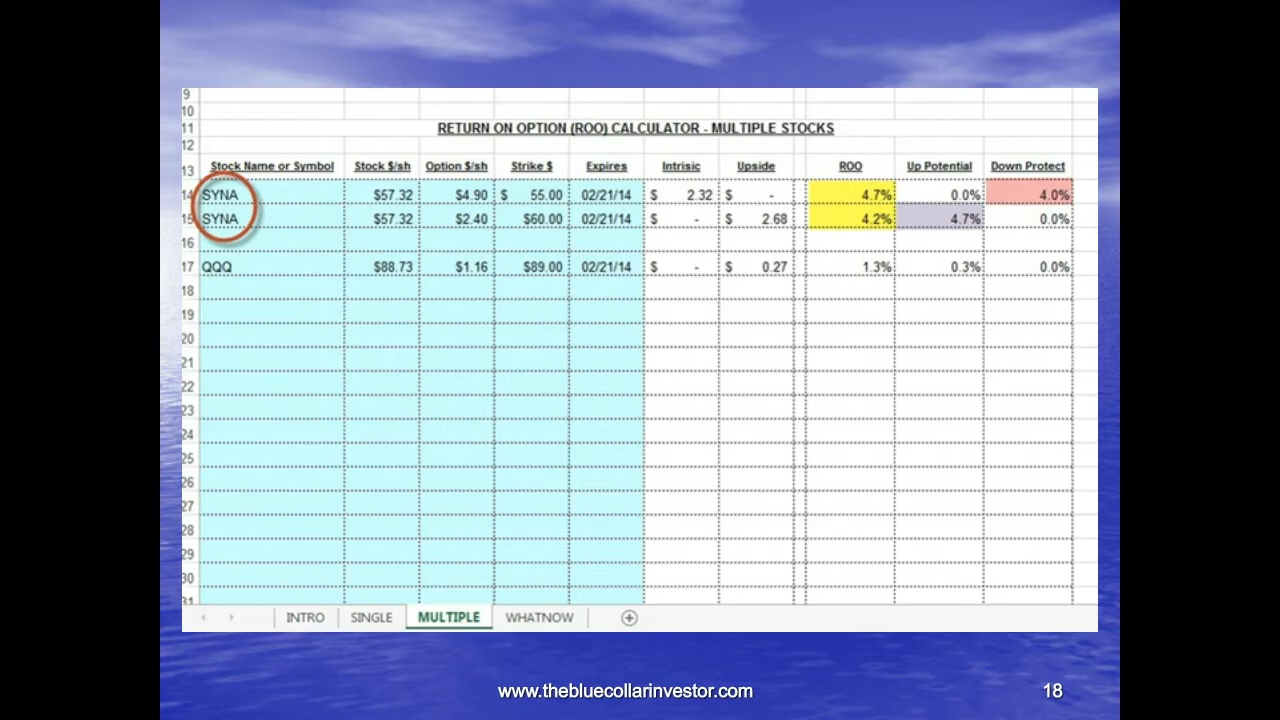 9
10
11 RETURN ON OPTION (ROO) CALCULATOR - MULTIPLE STOCKS
12
13 Stock Name or Symbol Stock $/sh Option $/sh Strike $ Expires Intrisic Upside ROO Up Potential Down Protect
14 SYNA $57.32 $4.90 $ 55.00 02/21/14 $ 2.32 $ - 4.7% 0.0% 4.0%
15 SYNA $57.32 $2.40 $60.00 02/21/14 $ - $ 2.68 4.2% 4.7% 0.0%
16
17 QQQ $88.73 $1.16 $89.00 02/21/14 $ - $ 0.27 1.3% 0.3% 0.0%
18
19
20
21
22
23
24
25
26
27
28
29
30
31
INTRO SINGLE MULTIPLE WHATNOW
www.thebluecollarinvestor.com 18